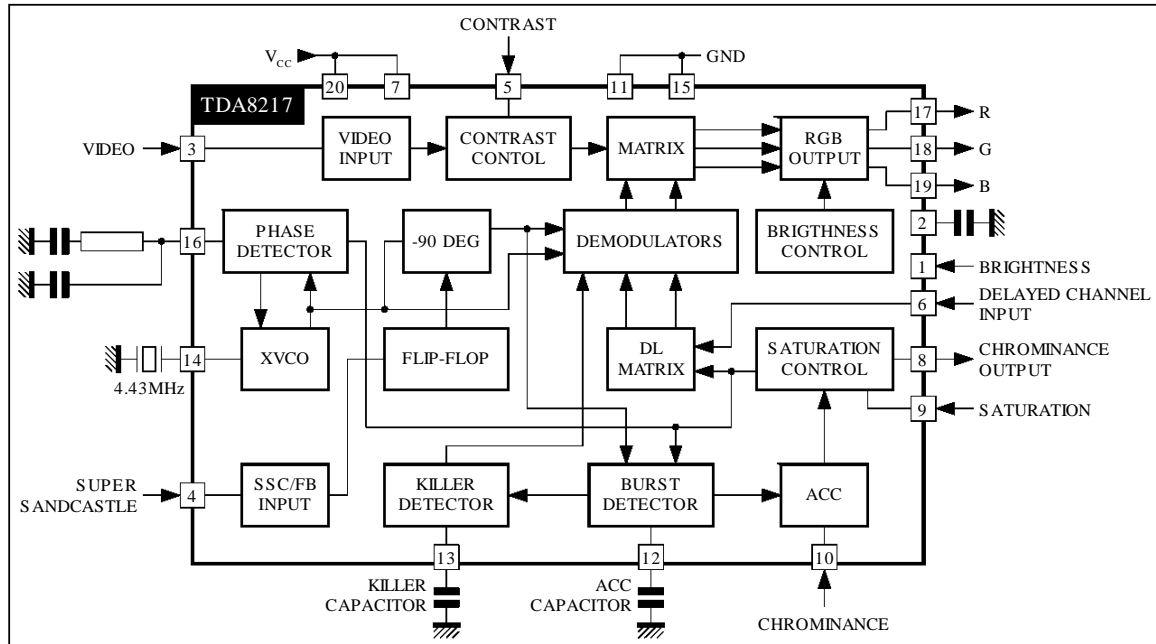 CONTRAST
VCC
GND
20
7
5
11
15
TDA8217
17
R
VIDEO
3
VIDEO
INPUT
CONTRAST
CONTOL
MATRIX
RGB
OUTPUT
18
G
19
B
2
16
PHASE
DETECTOR
-90 DEG
DEMODULATORS
BRIGTHNESS
CONTROL
1
BRIGHTNESS
6
DELAYED CHANNEL
INPUT
14
4.43MHz
XVCO
FLIP-FLOP
DL
MATRIX
SATURATION
CONTROL
8
CHROMINANCE
OUTPUT
9
SATURATION
SUPER
SANDCASTLE
4
SSC/FB
INPUT
KILLER
DETECTOR
BURST
DETECTOR
ACC
13
12
10
KILLER
CAPACITOR
ACC
CAPACITOR
CHROMINANCE